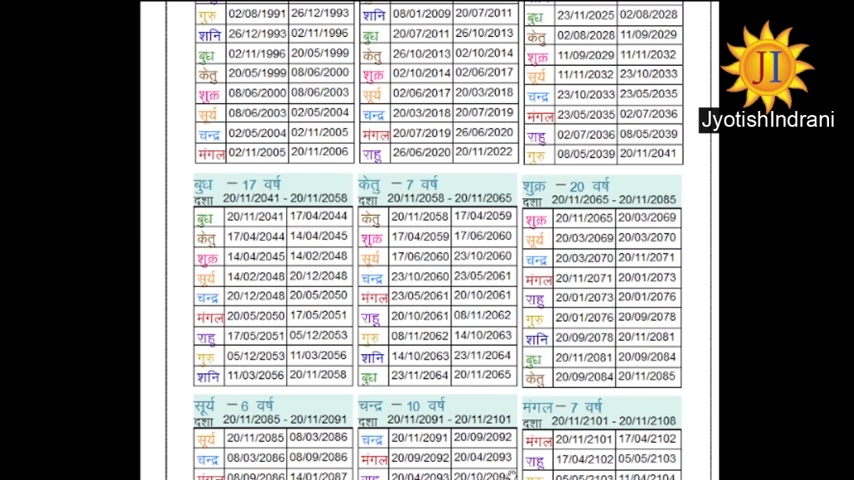 गुरु 02/08/1991 26/12/1993
शनि 26/12/1993 02/11/1996
बुध 02/11/1996 20/05/1999
केतु 20/05/1999 08/06/2000
शुक्र 08/06/2000 08/06/2003
सूर्य 08/06/2003 02/05/2004
चन्द्र 02/05/2004 02/11/2005
मंगल 02/11/2005 20/11/2006
शनि 08/01/2009 20/07/2011
बुध 20/07/2011 26/10/2013
केतु 26/10/2013 02/10/2014
शुक्र 02/10/2014 02/06/2017
सूर्य 02/06/2017 20/03/2018
चन्द्र 20/03/2018 20/07/2019
मंगल 20/07/2019 26/06/2020
राहु 26/06/2020 20/11/2022
बुध 23/11/2025 02/08/2028
केतु 02/08/2028 11/09/2029
शुक्र 11/09/2029 11/11/2032
सूर्य 11/11/2032 23/10/2033
चन्द्र 23/10/2033 23/05/2035
मंगल 23/05/2035 02/07/2036
राहु 02/07/2036 08/05/2039
गुरु 08/05/2039 20/11/2041
JI
JyotishIndrani
बुध - 17 वर्ष
दशा 20/11/2041 - 20/11/2058
बुध 20/11/2041 17/04/2044
केतु 17/04/2044 14/04/2045
शुक्र 14/04/2045 14/02/2048
सूर्य 14/02/2048 20/12/2048
चन्द्र 20/12/2048 20/05/2050
मंगल 20/05/2050 17/05/2051
राहु 17/05/2051 05/12/2053
गुरु 05/12/2053 11/03/2056
शनि 11/03/2056 20/11/2058
केतु - 7 वर्ष
दशा 20/11/2058 - 20/11/2065
केतु 20/11/2058 17/04/2059
शुक्र 17/04/2059 17/06/2060
सूर्य 17/06/2060 23/10/2060
चन्द्र 23/10/2060 23/05/2061
मंगल 23/05/2061 20/10/2061
राहु 20/10/2061 08/11/2062
गुरु 08/11/2062 14/10/2063
शनि 14/10/2063 23/11/2064
बुध 23/11/2064 20/11/2065
शुक्र - 20 वर्ष
दशा 20/11/2065 - 20/11/2085
शुक्र 20/11/2065 20/03/2069
सूर्य 20/03/2069 20/03/2070
चन्द्र 20/03/2070 20/11/2071
मंगल 20/11/2071 20/01/2073
राहु 20/01/2073 20/01/2076
गुरु 20/01/2076 20/09/2078
शनि 20/09/2078 20/11/2081
बुध 20/11/2081 20/09/2084
केतु 20/09/2084 20/11/2085
सूर्य - 6 वर्ष
दशा 20/11/2085 - 20/11/2091
सूर्य 20/11/2085 08/03/2086
चन्द्र 08/03/2086 08/09/2086
मंगल 08/09/2086 14/01/2087
चन्द्र - 10 वर्ष
दशा 20/11/2091 - 20/11/2101
चन्द्र 20/11/2091 20/09/2092
मंगल 20/09/2092 20/04/2093
राहु 20/04/2093
मंगल - 7 वर्ष
दशा 20/11/2101 - 20/11/2108
मंगल 20/11/2101 17/04/2102
राहु 17/04/2102 05/05/2103
गुरु 05/05/2103 11/04/2104